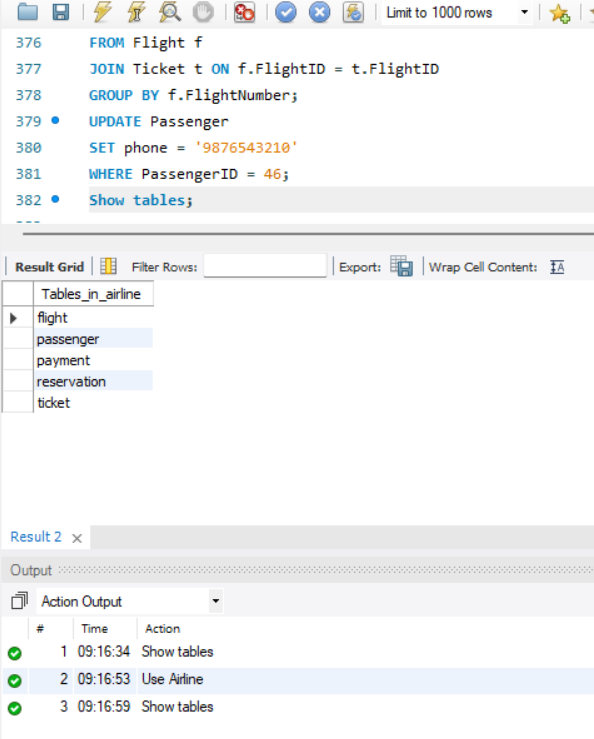 Limit to 1000 rows
376 FROM Flight f
377 JOIN Ticket t ON f.FlightID = t.FlightID
378 GROUP BY f.FlightNumber;
379 UPDATE Passenger
380 SET phone = '9876543210'
381 WHERE PassengerID = 46;
382 Show tables;
Result Grid Filter Rows: Export: Wrap Cell Content:
Tables_in_airline
flight
passenger
payment
reservation
ticket
Result 2
Output
Action Output
# Time Action
1 09:16:34 Show tables
2 09:16:53 Use Airline
3 09:16:59 Show tables